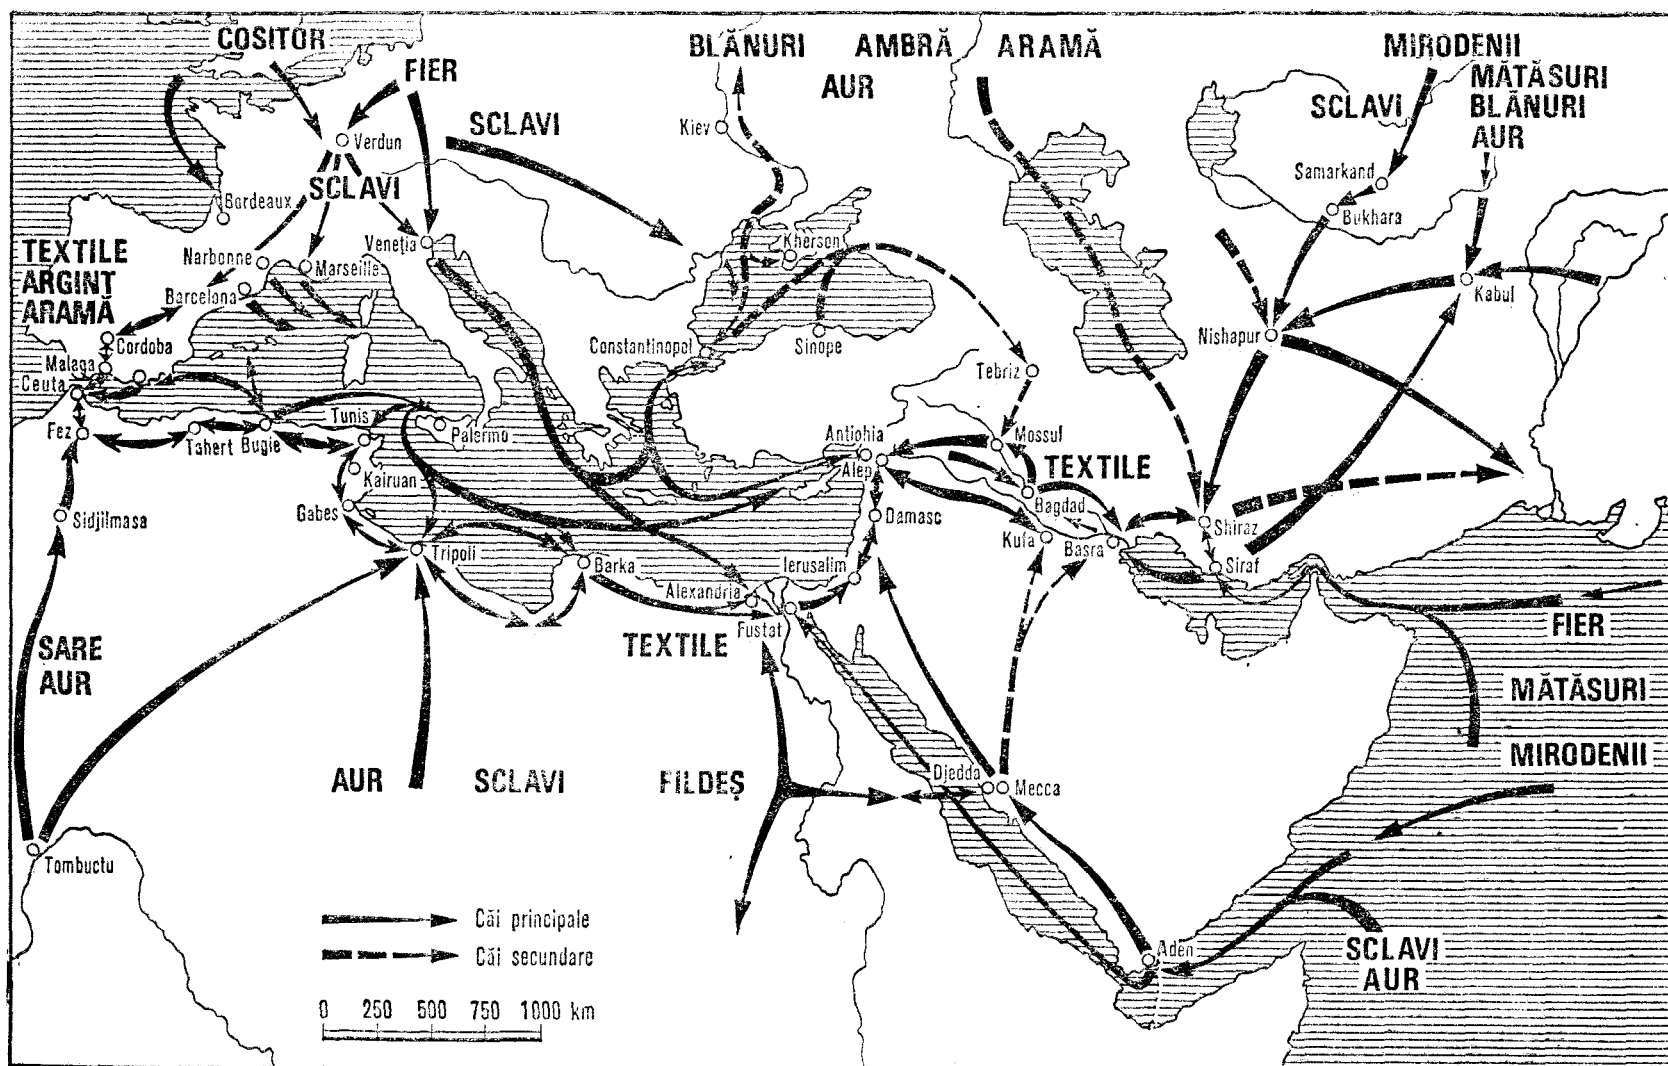 COSITOR
FIER
BLĂNURI
AMBRĂ
ARAMĂ
AUR
MIRODENII
MĂTĂSURI
BLĂNURI
AUR
SCLAVI
SCLAVI
Kiev
Verdun
SCLAVI
Samarkand
Bukhara
Bordeaux
Veneția
Kherson
TEXTILE
ARGINT
ARAMĂ
Narbonne
Marseille
Barcelona
Kabul
Cordoba
Constantinopol
Sinope
Nishapur
Malaga
Ceuta
Tebriz
Fez
Tahert
Bugie
Tunis
Palermo
Antiohia
Alep
Mossul
TEXTILE
Kairuan
Bagdad
Gabes
Sidjilmasa
Damasc
Kufa
Basra
Shiraz
Siraf
Tripoli
Barka
Ierusalim
Alexandria
Fustat
TEXTILE
FIER
SARE
AUR
MĂTĂSURI
MIRODENII
AUR
SCLAVI
FILDEȘ
Djedda
Mecca
Tombuctu
Căi principale
Căi secundare
Aden
SCLAVI
AUR
0 250 500 750 1000 km